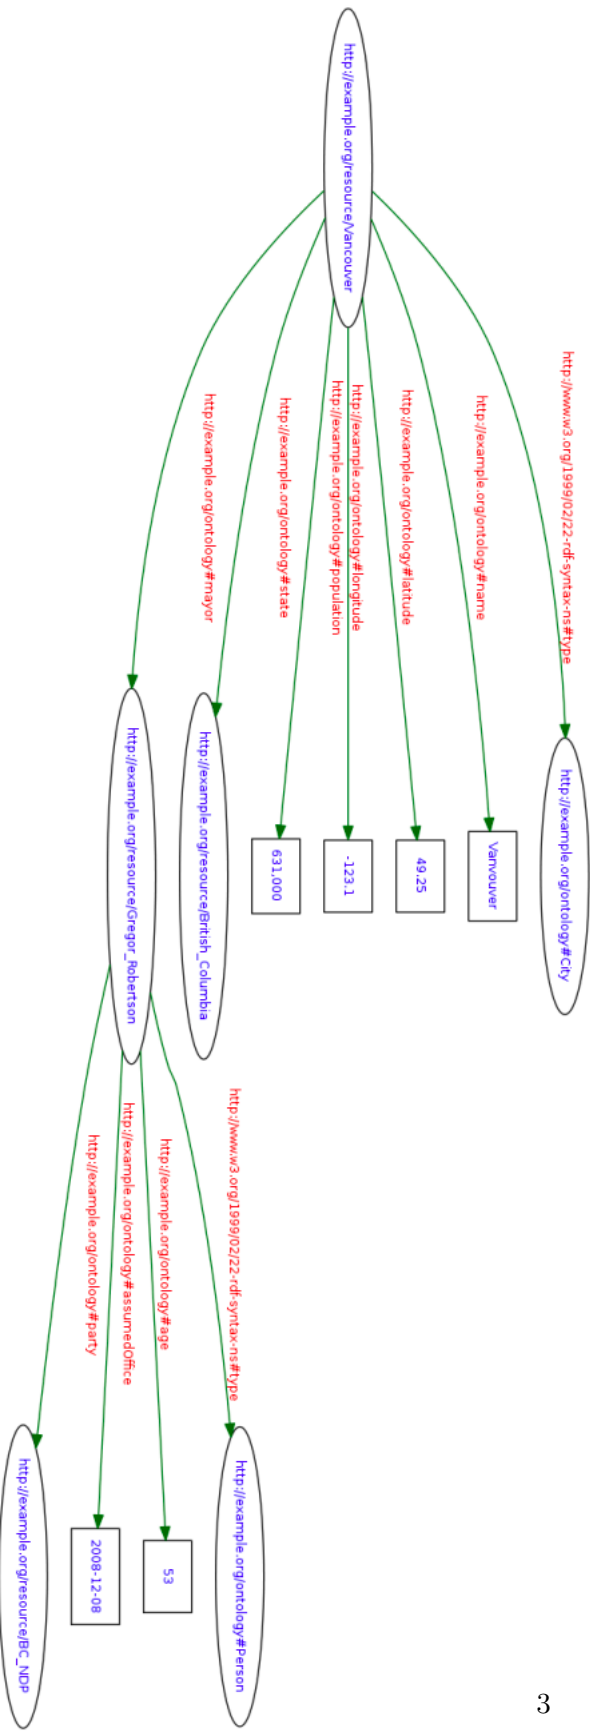 http://example.org/resource/Vancouver
http://www.w3.org/1999/02/22-rdf-syntax-ns#type
http://example.org/ontology#name
http://example.org/ontology#latitude
http://example.org/ontology#longitude
http://example.org/ontology#population
http://example.org/ontology#state
http://example.org/ontology#mayor
http://example.org/ontology#City
Vanvouver
49.25
-123.1
631,000
http://example.org/resource/British_Columbia
http://example.org/resource/Gregor_Robertson
http://www.w3.org/1999/02/22-rdf-syntax-ns#type
http://example.org/ontology#age
http://example.org/ontology#assumedOffice
http://example.org/ontology#party
http://example.org/ontology#Person
53
2008-12-08
http://example.org/resource/BC_NDP
3